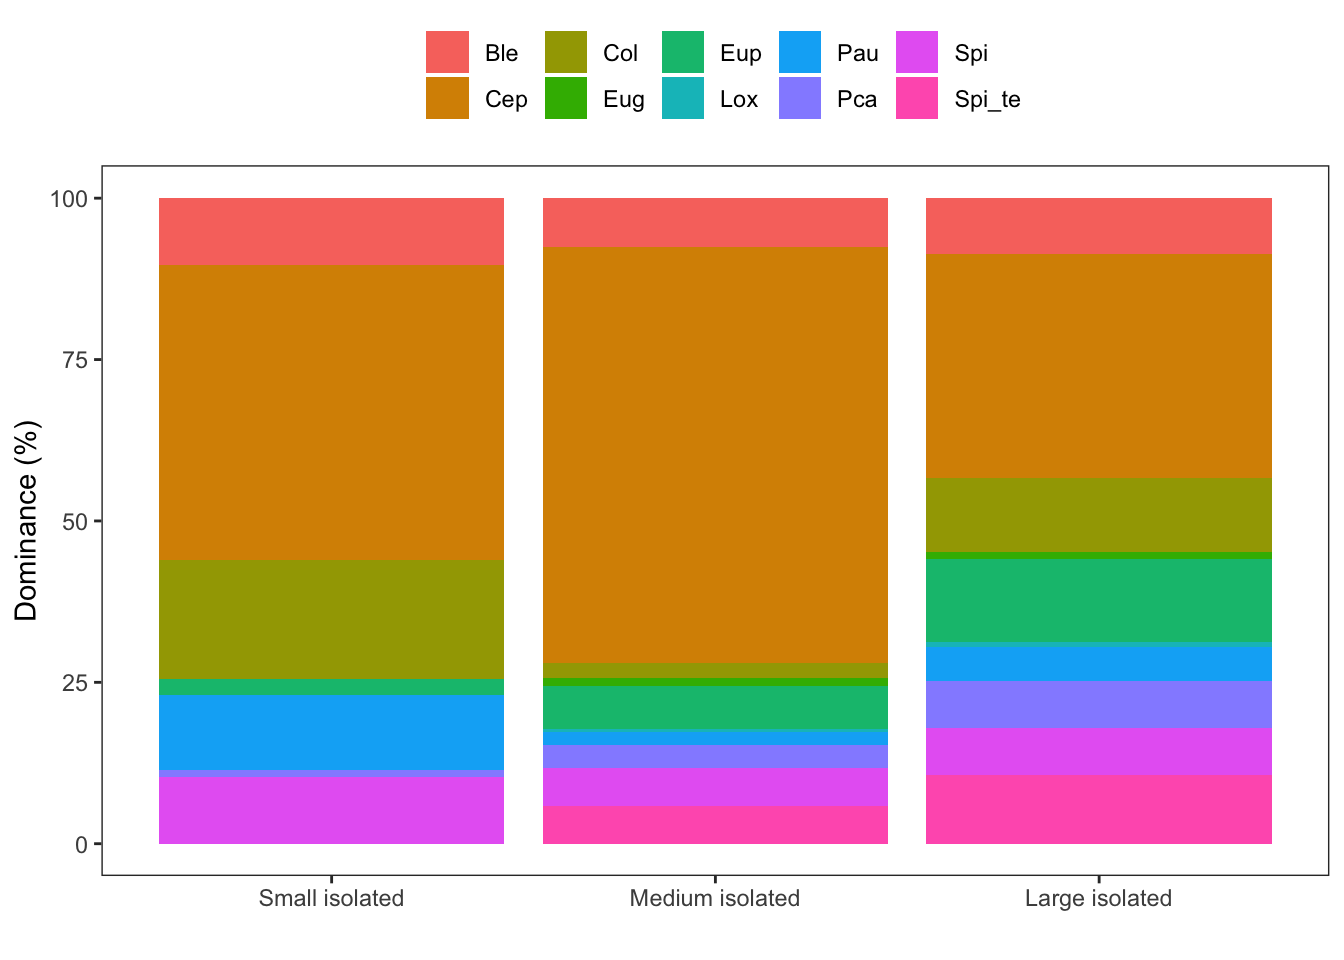 Ble Col Eup Pau Spi
Cep Eug Lox Pca Spi_te
100
75
50
25
0
Dominance (%)
Small isolated Medium isolated Large isolated